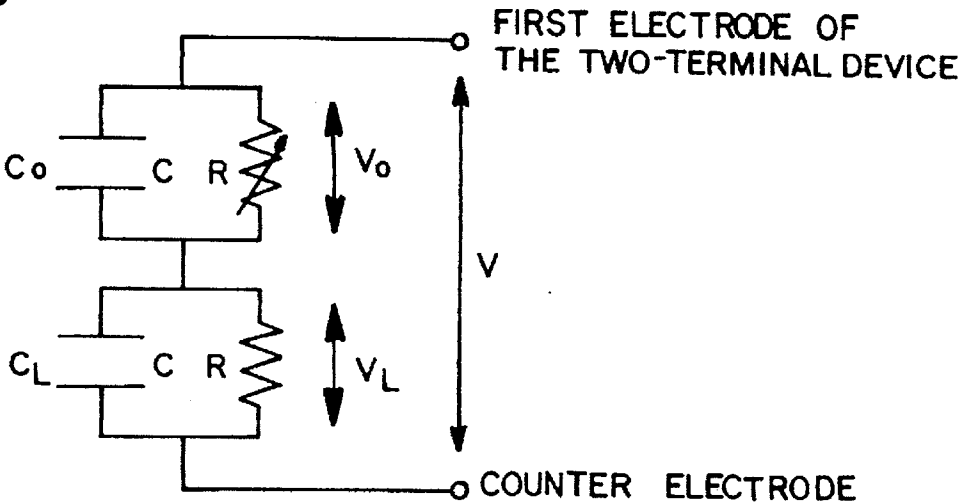 FIRST ELECTRODE OF
THE TWO-TERMINAL DEVICE
Co C R Vo
V
CL C R VL
COUNTER ELECTRODE